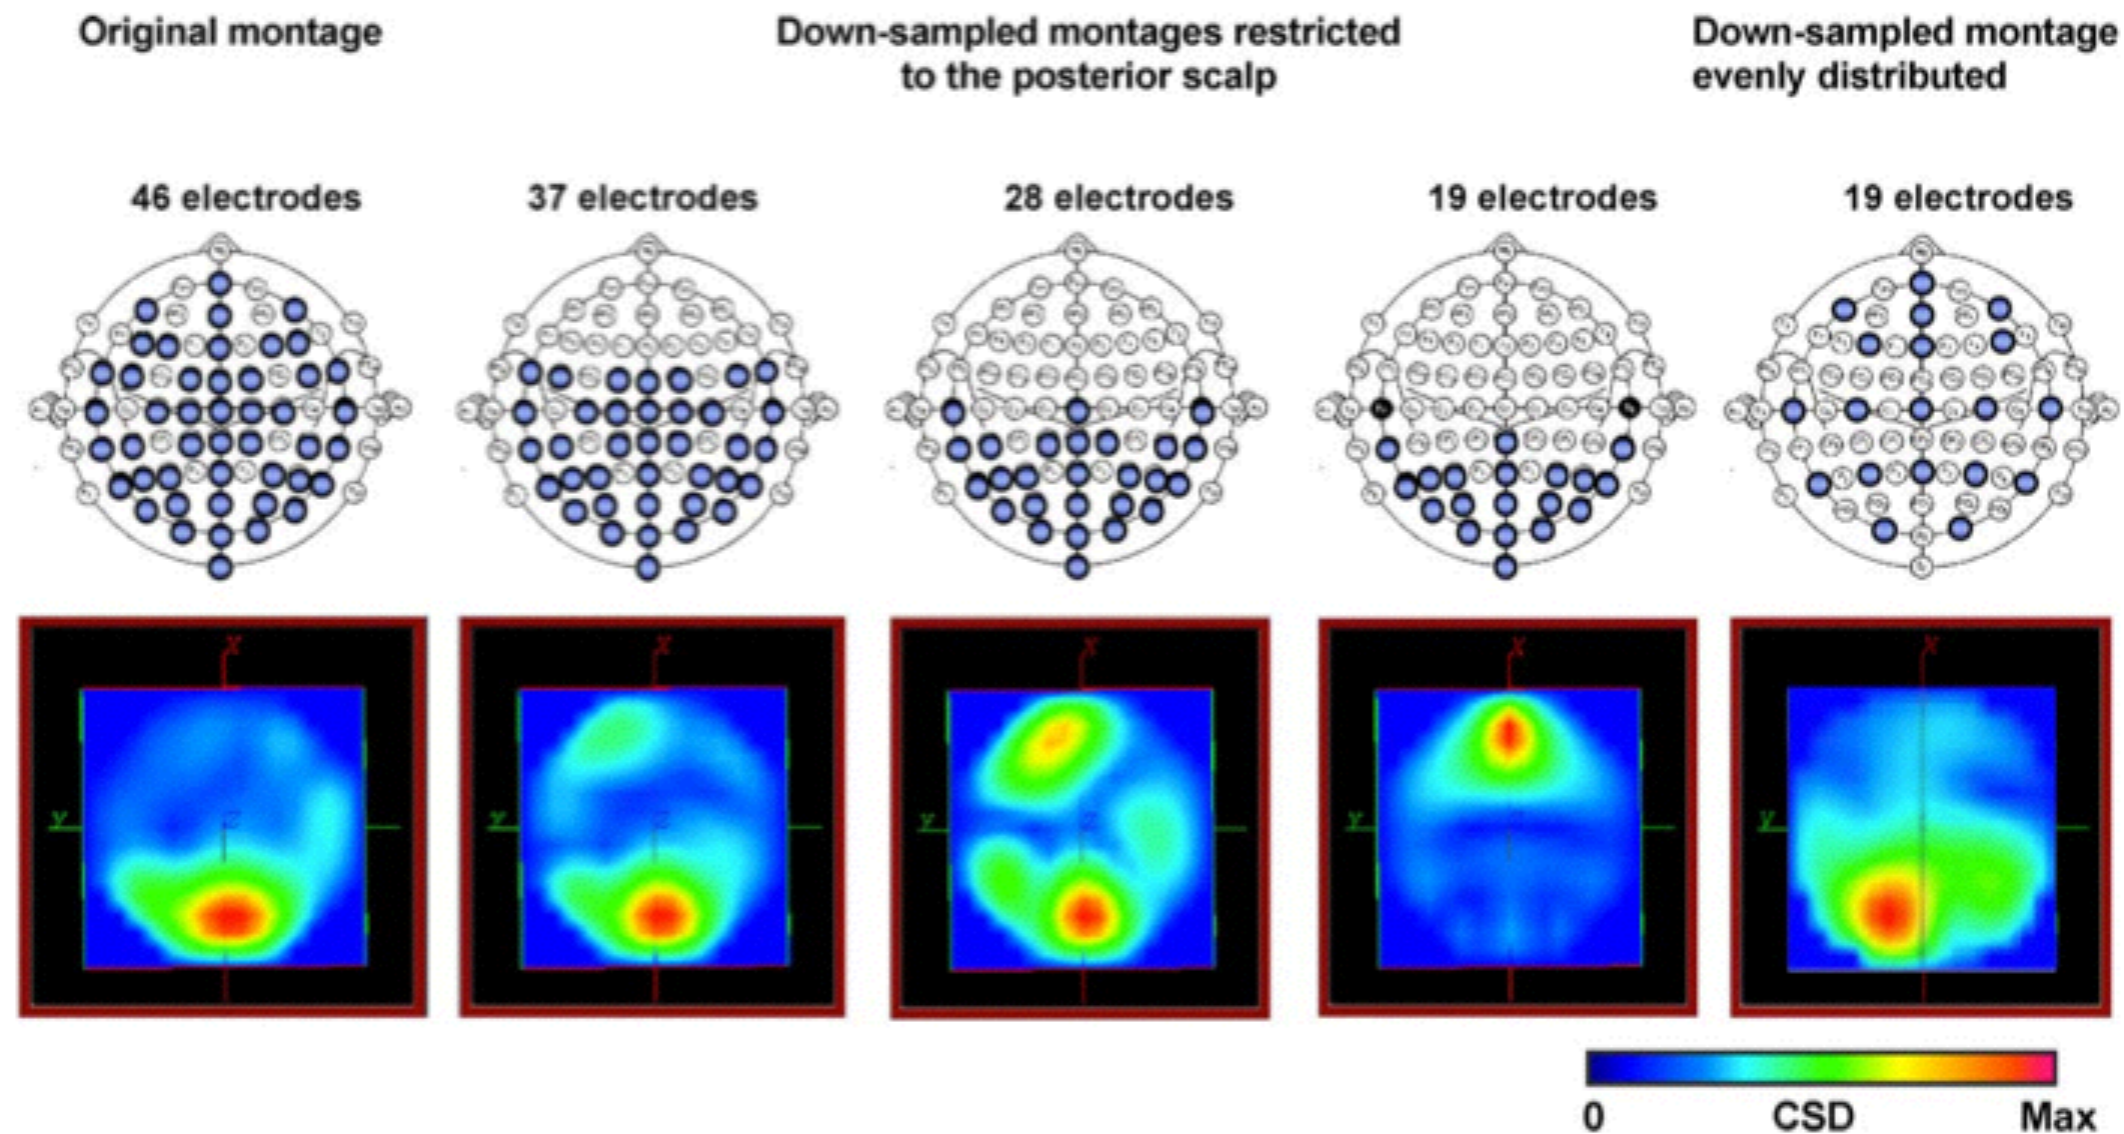 Original montage
Down-sampled montages restricted
to the posterior scalp
Down-sampled montage
evenly distributed
46 electrodes
37 electrodes
28 electrodes
19 electrodes
19 electrodes
X
X
X
X
X
y
Z
y
Z
y
Z
y
y
0 CSD Max